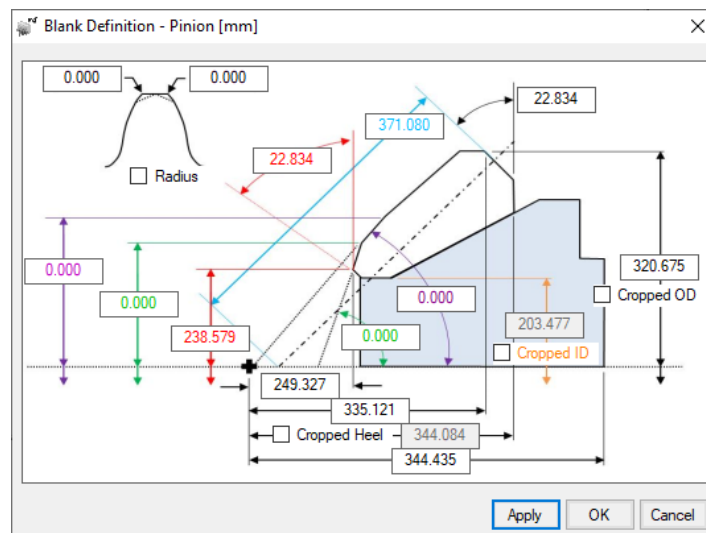 Blank Definition - Pinion [mm]
0.000 0.000
Radius
22.834
371.080
22.834
0.000
0.000
238.579
0.000
0.000
320.675
Cropped OD
203.477
Cropped ID
249.327
335.121
Cropped Heel 344.084
344.435
Apply OK Cancel